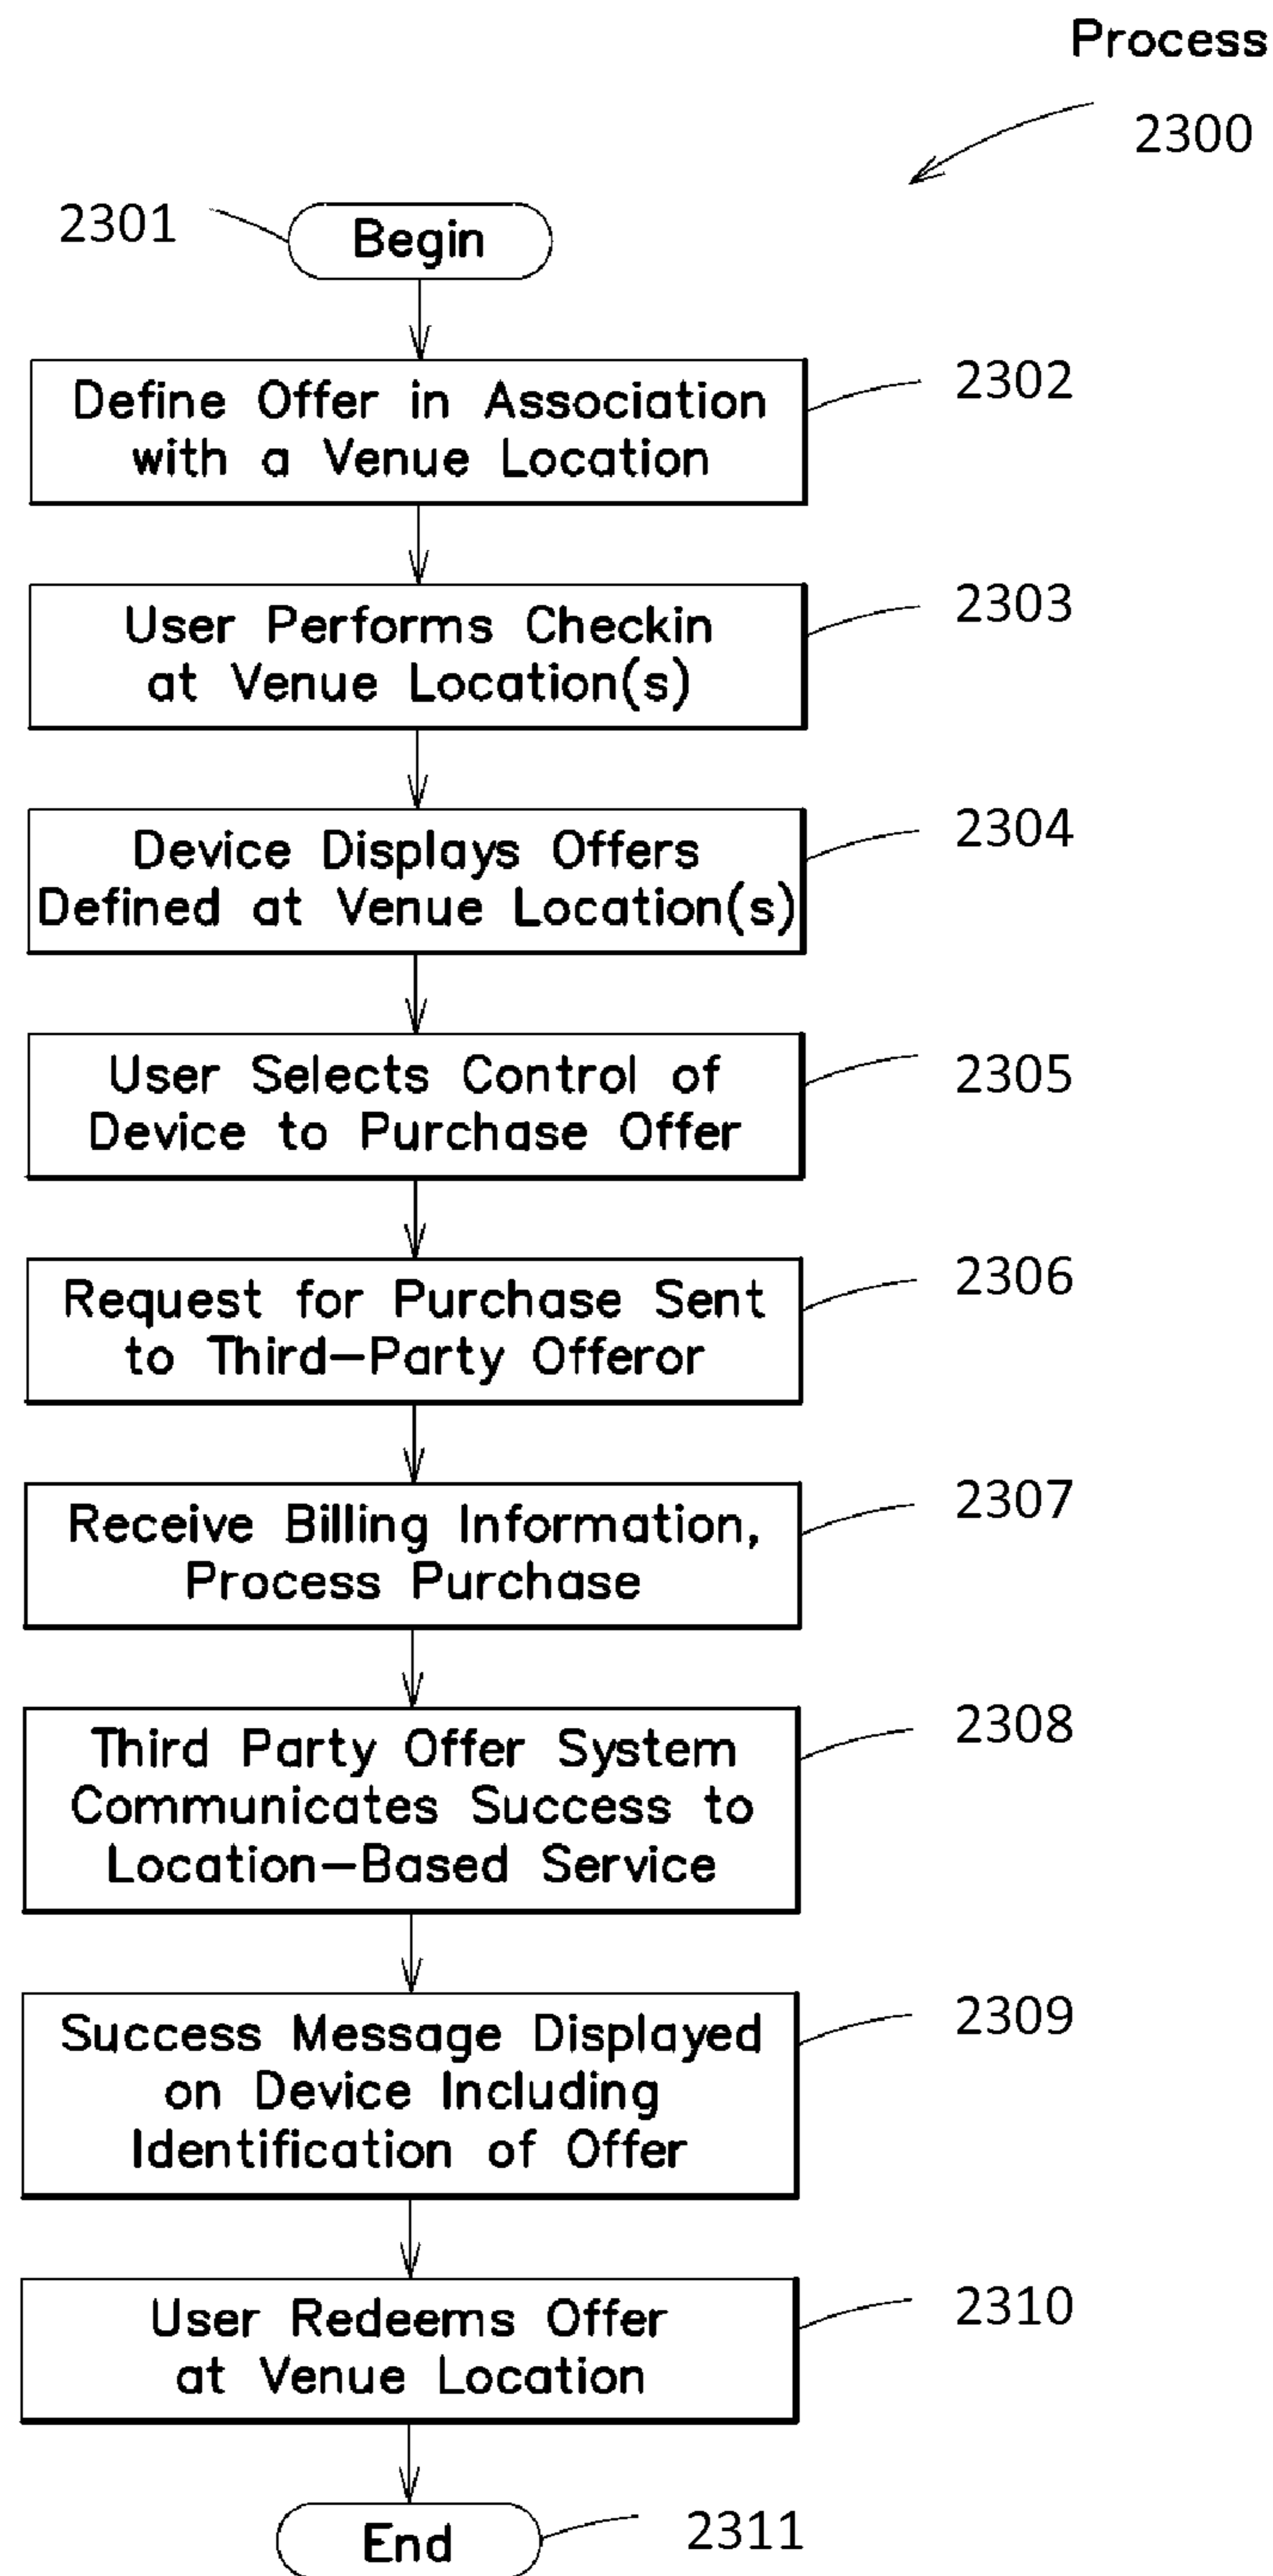 Process
2300
2301
Begin
Define Offer in Association
with a Venue Location
2302
User Performs Checkin
at Venue Location(s)
2303
Device Displays Offers
Defined at Venue Location(s)
2304
User Selects Control of
Device to Purchase Offer
2305
Request for Purchase Sent
to Third-Party Offeror
2306
Receive Billing Information,
Process Purchase
2307
Third Party Offer System
Communicates Success to
Location-Based Service
2308
Success Message Displayed
on Device Including
Identification of Offer
2309
User Redeems Offer
at Venue Location
2310
End
2311